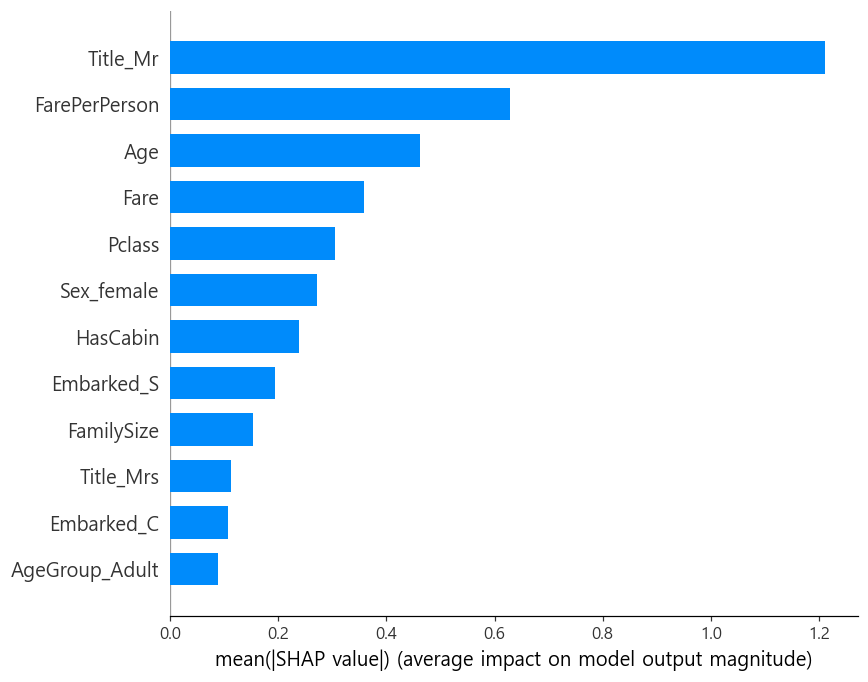 Title_Mr
FarePerPerson
Age
Fare
Pclass
Sex_female
HasCabin
Embarked_S
FamilySize
Title_Mrs
Embarked_C
AgeGroup_Adult
0.0 0.2 0.4 0.6 0.8 1.0 1.2
mean(|SHAP value|) (average impact on model output magnitude)